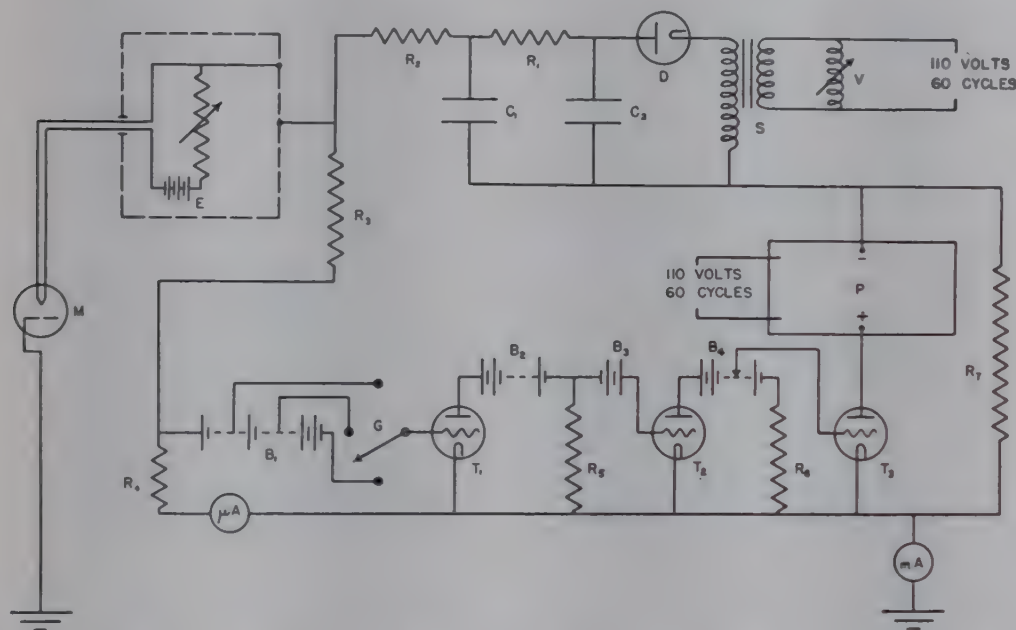 R₂
R₁
D
S
V
110 VOLTS
60 CYCLES
C₁
C₂
E
R₃
M
110 VOLTS
60 CYCLES
-
P
+
R₇
B₂
B₃
B₄
G
B₁
T₁
R₅
T₂
R₆
T₃
R₄
μA
mA